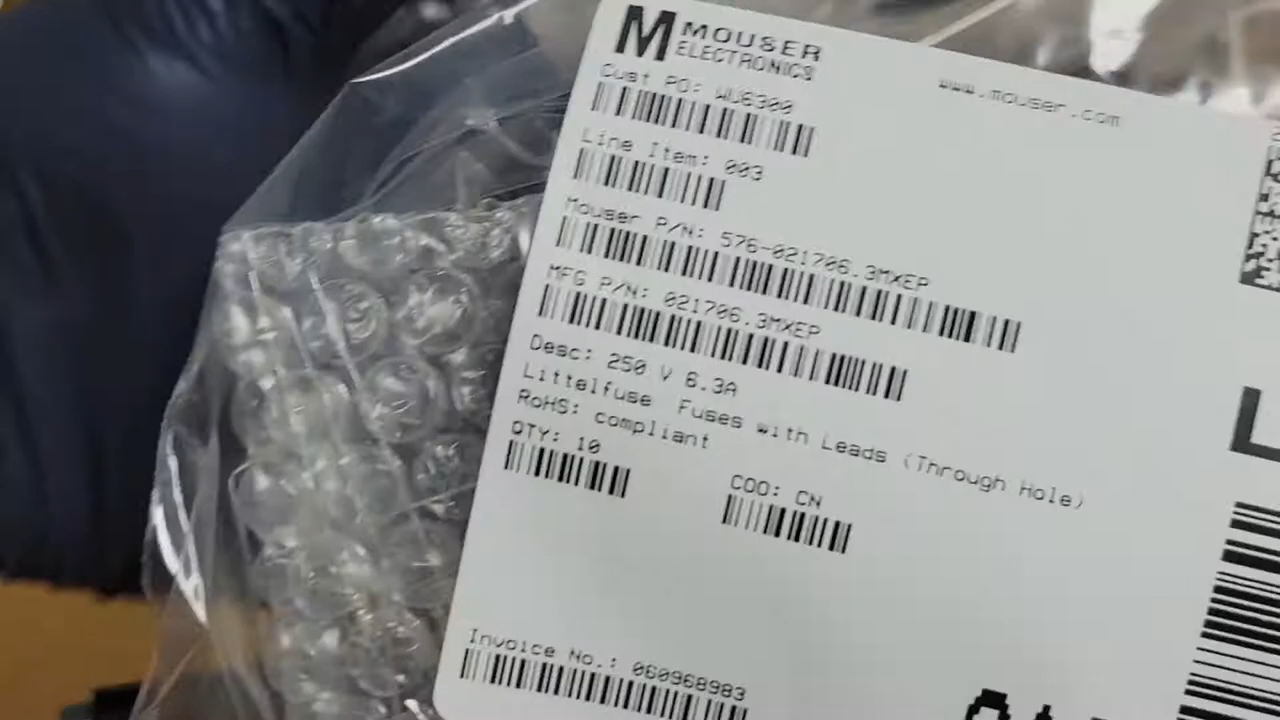 MOUSER
ELECTRONICS
www.mouser.com
Cust PO: WU6300
Line Item: 003
Mouser P/N: 576-021706.3MXEP
MFG P/N: 021706.3MXEP
Desc: 250 V 6.3A
Littelfuse Fuses with Leads (Through Hole)
RoHS: compliant
QTY: 10
COO: CN
Invoice No.: 060968983